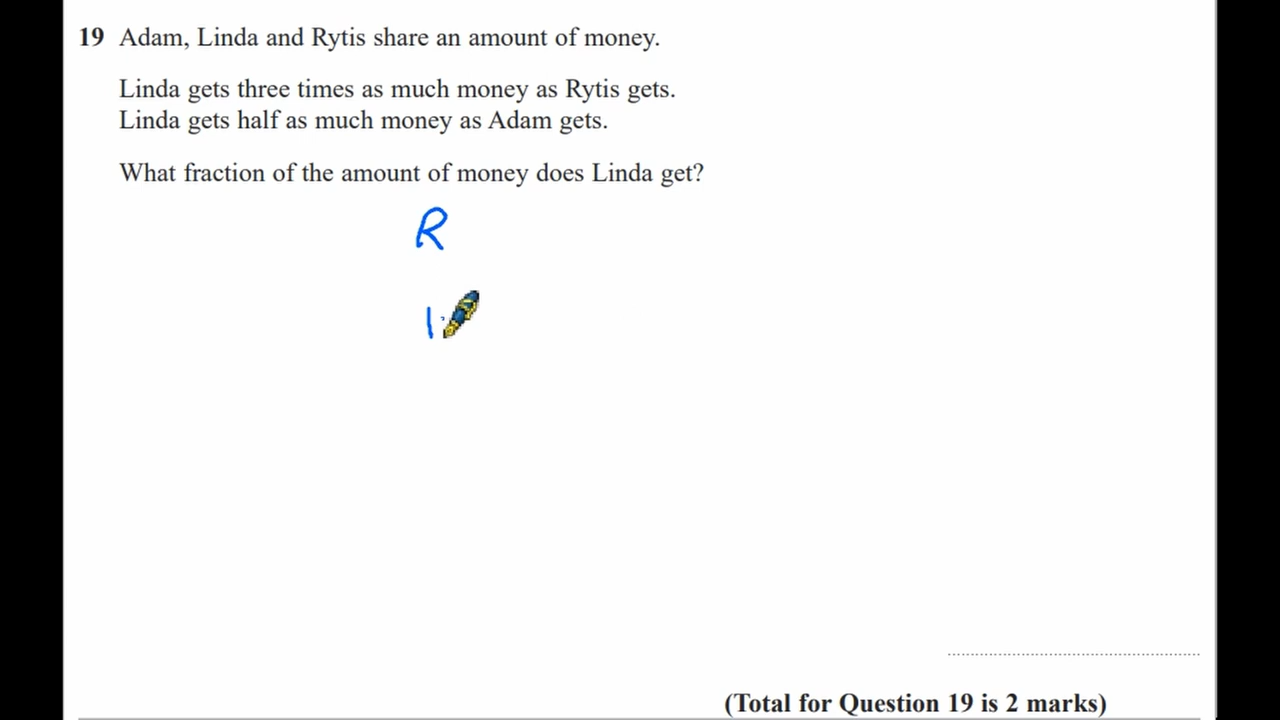 19 Adam, Linda and Rytis share an amount of money.
Linda gets three times as much money as Rytis gets.
Linda gets half as much money as Adam gets.
What fraction of the amount of money does Linda get?
R
1:
(Total for Question 19 is 2 marks)